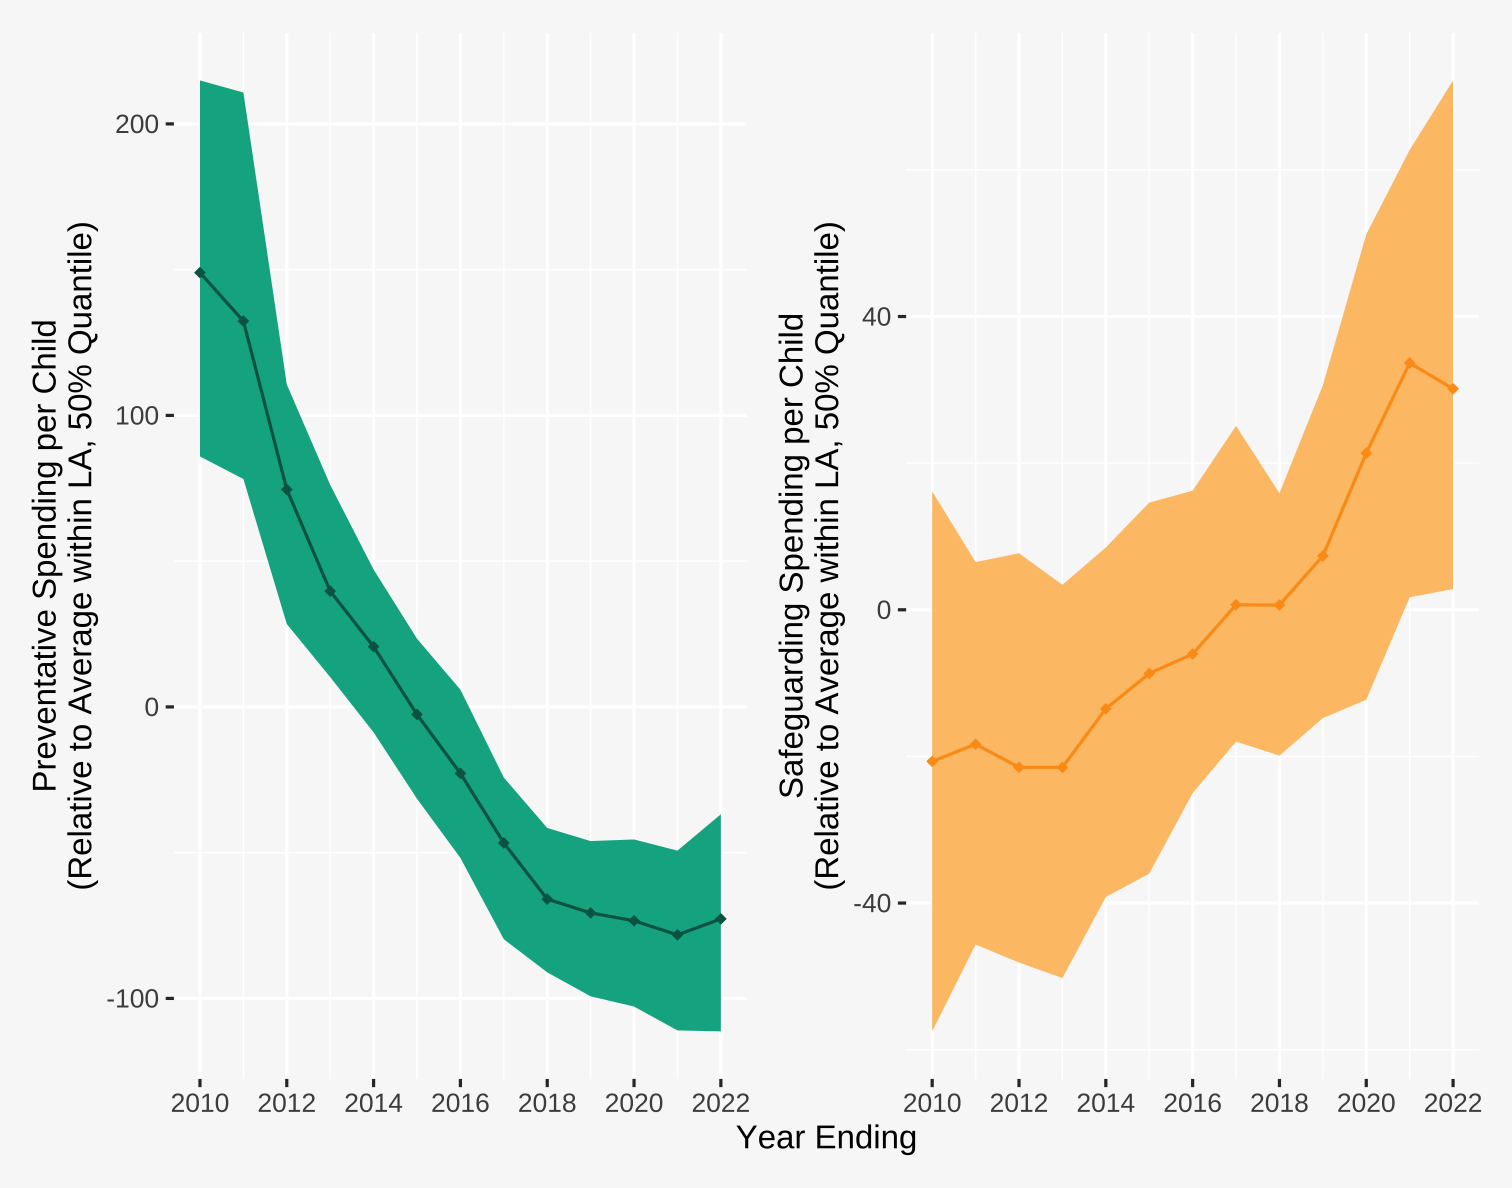 Preventative Spending per Child
(Relative to Average within LA, 50% Quantile)
200
100
0
-100
2010 2012 2014 2016 2018 2020 2022
Safeguarding Spending per Child
(Relative to Average within LA, 50% Quantile)
40
0
-40
2010 2012 2014 2016 2018 2020 2022
Year Ending